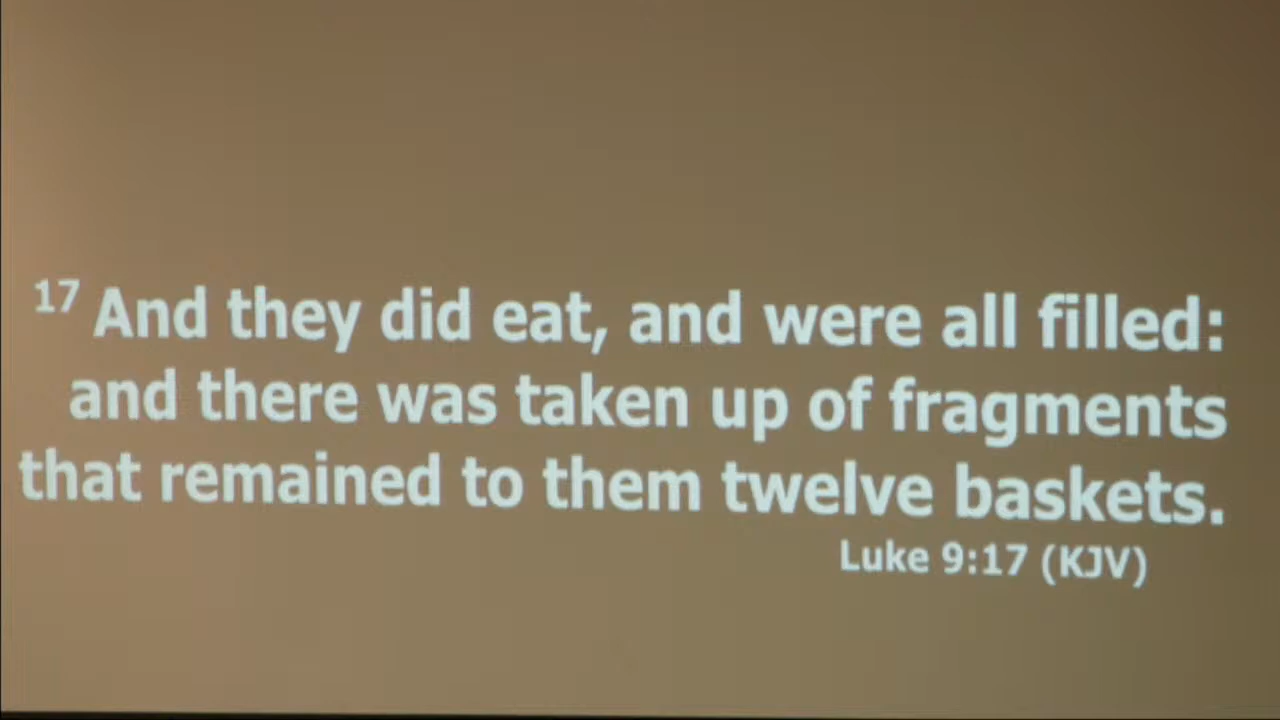 17 And they did eat, and were all filled:
and there was taken up of fragments
that remained to them twelve baskets.
Luke 9:17 (KJV)